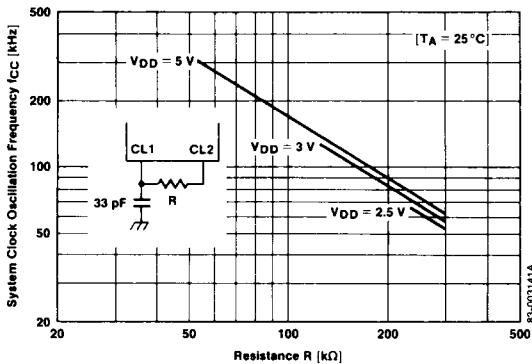 System Clock Oscillation Frequency fCC [kHz]
500
200
100
50
20
[TA = 25°C]
VDD = 5 V
VDD = 3 V
VDD = 2.5 V
CL1 CL2
R
33 pF
20 50 100 200 300 500
Resistance R [kΩ]
83-003141A